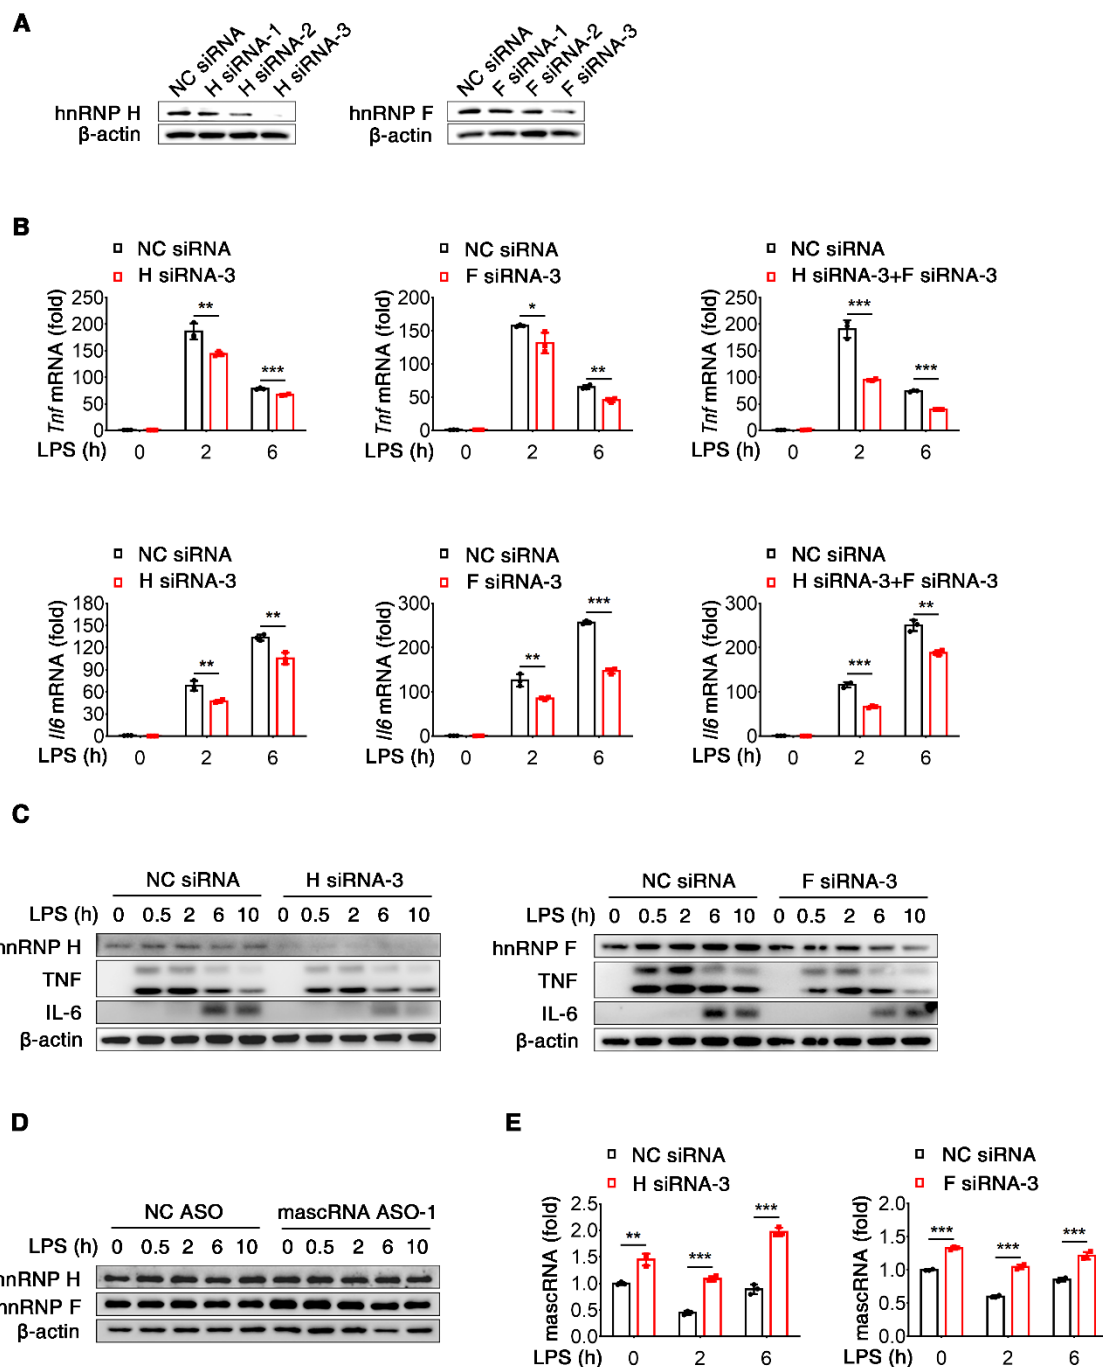 A
NC siRNA
H siRNA-1
H siRNA-2
H siRNA-3
hnRNP H
β-actin
NC siRNA
F siRNA-1
F siRNA-2
F siRNA-3
hnRNP F
β-actin
B
NC siRNA
H siRNA-3
Tnf mRNA (fold)
250
200
150
100
50
0
** ***
LPS (h) 0 2 6
NC siRNA
F siRNA-3
Tnf mRNA (fold)
200
150
100
50
0
* **
LPS (h) 0 2 6
NC siRNA
H siRNA-3+F siRNA-3
Tnf mRNA (fold)
250
200
150
100
50
0
*** ***
LPS (h) 0 2 6
NC siRNA
H siRNA-3
Il6 mRNA (fold)
180
150
120
90
60
30
0
** **
LPS (h) 0 2 6
NC siRNA
F siRNA-3
Il6 mRNA (fold)
300
200
100
0
** ***
LPS (h) 0 2 6
NC siRNA
H siRNA-3+F siRNA-3
Il6 mRNA (fold)
300
200
100
0
*** **
LPS (h) 0 2 6
C
NC siRNA H siRNA-3
LPS (h) 0 0.5 2 6 10 0 0.5 2 6 10
hnRNP H
TNF
IL-6
β-actin
NC siRNA F siRNA-3
LPS (h) 0 0.5 2 6 10 0 0.5 2 6 10
hnRNP F
TNF
IL-6
β-actin
D
NC ASO mascRNA ASO-1
LPS (h) 0 0.5 2 6 10 0 0.5 2 6 10
hnRNP H
hnRNP F
β-actin
E
NC siRNA
H siRNA-3
mascRNA (fold)
2.5
2.0
1.5
1.0
0.5
0.0
** *** ***
LPS (h) 0 2 6
NC siRNA
F siRNA-3
mascRNA (fold)
2.0
1.5
1.0
0.5
0.0
*** *** ***
LPS (h) 0 2 6